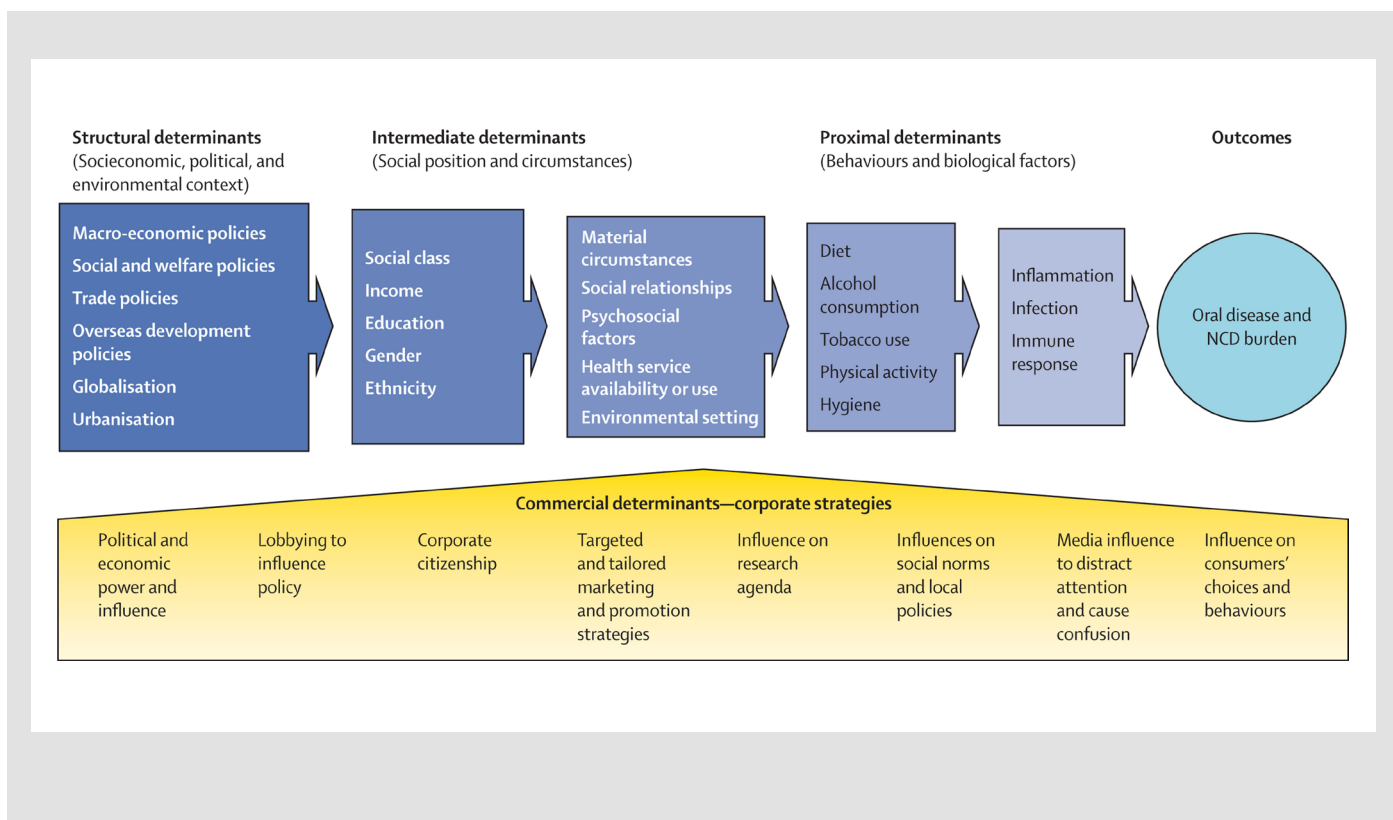 Structural determinants
(Socieconomic, political, and
environmental context)
Intermediate determinants
(Social position and circumstances)
Proximal determinants
(Behaviours and biological factors)
Outcomes
Macro-economic policies
Social and welfare policies
Trade policies
Overseas development
policies
Globalisation
Urbanisation
Social class
Income
Education
Gender
Ethnicity
Material
circumstances
Social relationships
Psychosocial
factors
Health service
availability or use
Environmental setting
Diet
Alcohol
consumption
Tobacco use
Physical activity
Hygiene
Inflammation
Infection
Immune
response
Oral disease and
NCD burden
Commercial determinants—corporate strategies
Political and
economic
power and
influence
Lobbying to
influence
policy
Corporate
citizenship
Targeted
and tailored
marketing
and promotion
strategies
Influence on
research
agenda
Influences on
social norms
and local
policies
Media influence
to distract
attention
and cause
confusion
Influence on
consumers’
choices and
behaviours